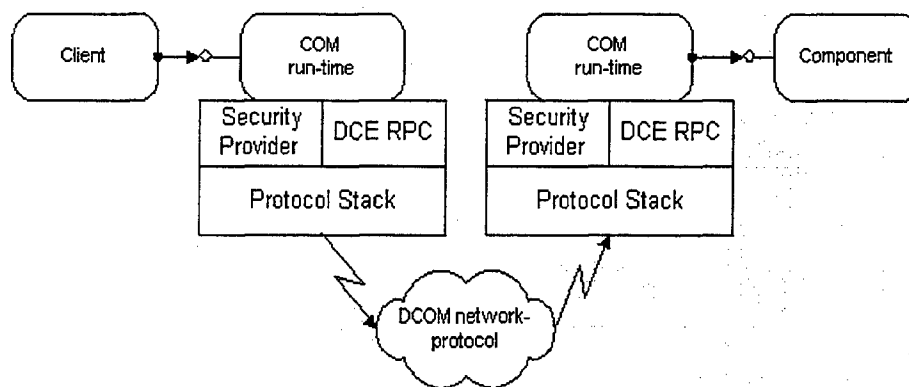 Client
COM
run-time
COM
run-time
Component
Security
Provider
DCE RPC
Security
Provider
DCE RPC
Protocol Stack
Protocol Stack
DCOM network-
protocol